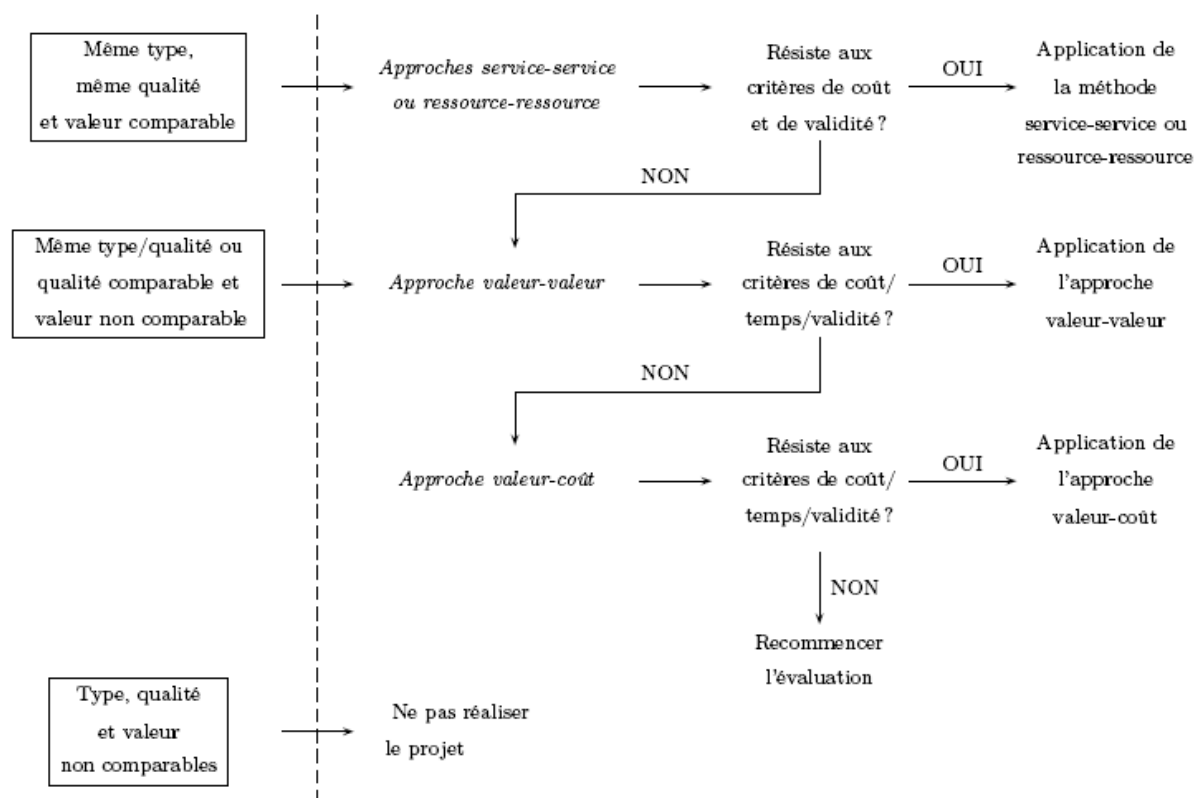 Même type,
même qualité
et valeur comparable
Approches service-service
ou ressource-ressource
Résiste aux
critères de coût
et de validité ?
OUI
Application de
la méthode
service-service ou
ressource-ressource
NON
Même type/qualité ou
qualité comparable et
valeur non comparable
Approche valeur-valeur
Résiste aux
critères de coût/
temps/validité ?
OUI
Application de
l'approche
valeur-valeur
NON
Approche valeur-coût
Résiste aux
critères de coût/
temps/validité ?
OUI
Application de
l'approche
valeur-coût
NON
Recommencer
l'évaluation
Type, qualité
et valeur
non comparables
Ne pas réaliser
le projet